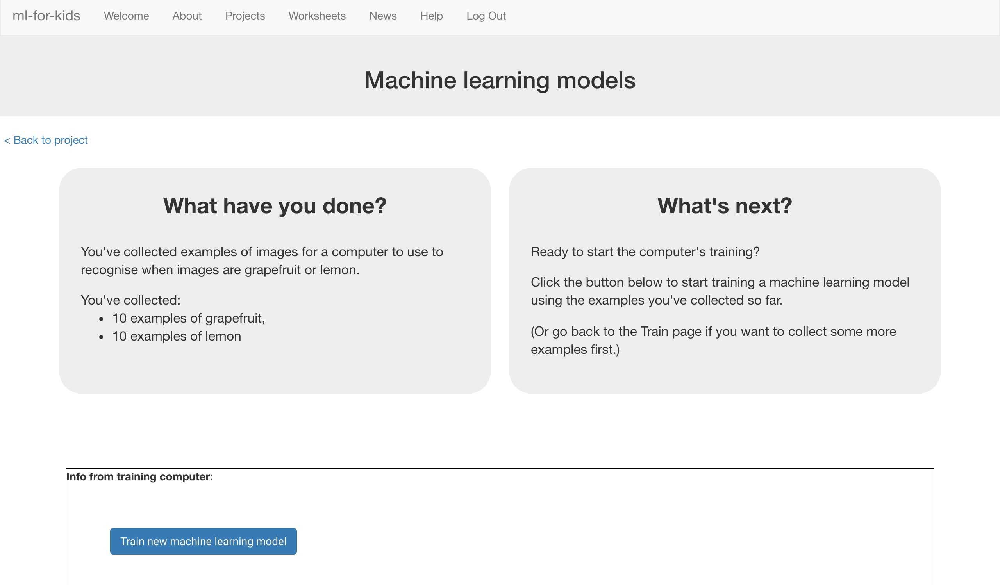 ml-for-kids Welcome About Projects Worksheets News Help Log Out
Machine learning models
< Back to project
What have you done?
You've collected examples of images for a computer to use to
recognise when images are grapefruit or lemon.
You've collected:
• 10 examples of grapefruit,
• 10 examples of lemon
What's next?
Ready to start the computer's training?
Click the button below to start training a machine learning model
using the examples you've collected so far.
(Or go back to the Train page if you want to collect some more
examples first.)
Info from training computer:
Train new machine learning model